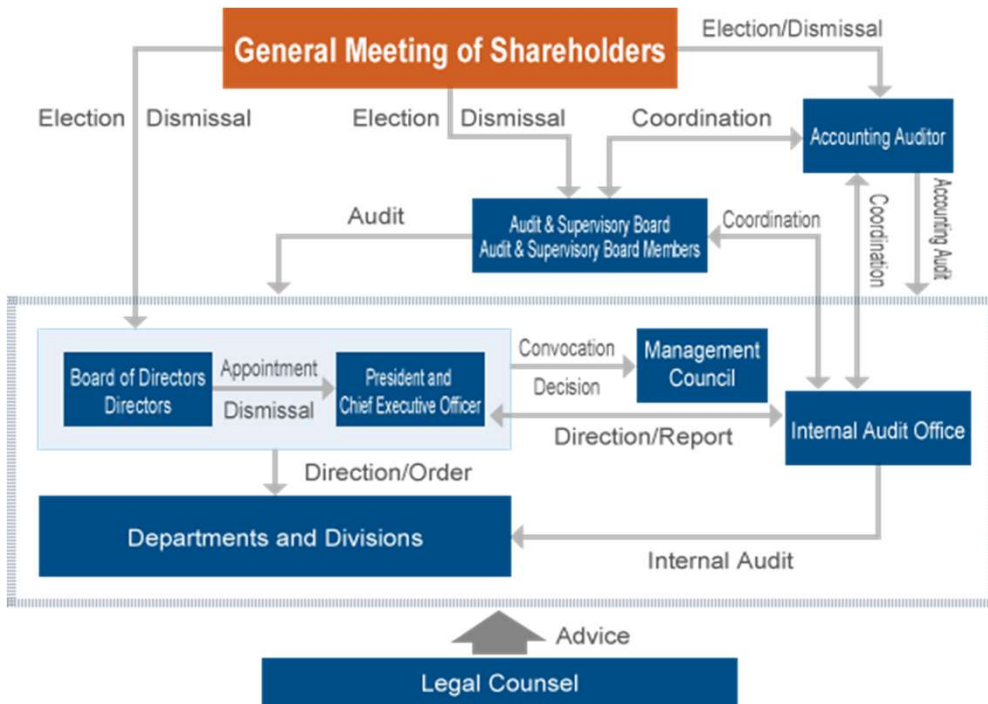 General Meeting of Shareholders
Election/Dismissal
Election
Dismissal
Election
Dismissal
Coordination
Accounting Auditor
Audit
Audit & Supervisory Board
Audit & Supervisory Board Members
Coordination
Coordination
Accounting Audit
Board of Directors
Directors
Appointment
Dismissal
President and
Chief Executive Officer
Convocation
Decision
Management
Council
Direction/Report
Internal Audit Office
Direction/Order
Departments and Divisions
Internal Audit
Advice
Legal Counsel